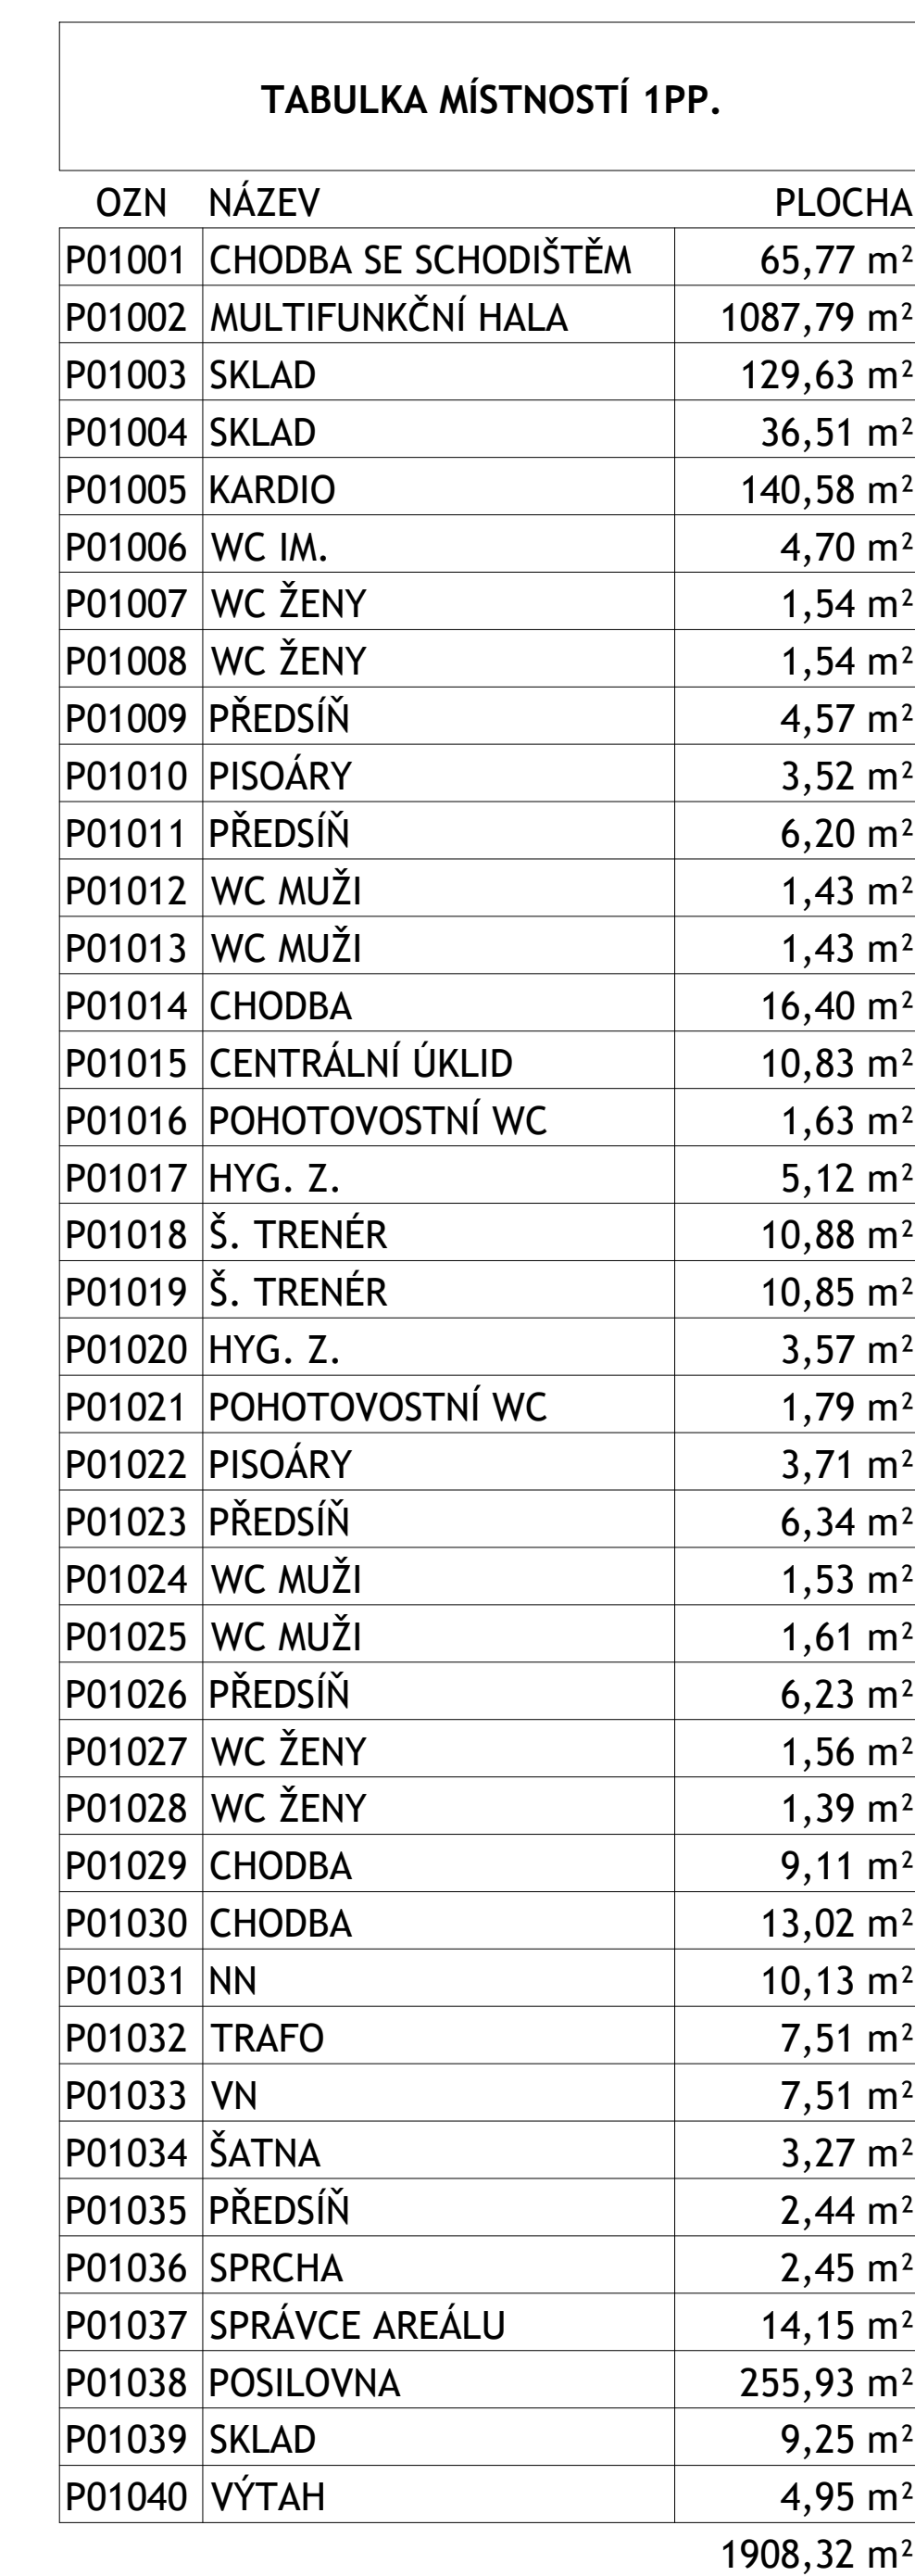 TABULKA MÍSTNOSTÍ 1PP.
OZN NÁZEV PLOCHA
P01001 CHODBA SE SCHODIŠTĚM 65,77 m²
P01002 MULTIFUNKČNÍ HALA 1087,79 m²
P01003 SKLAD 129,63 m²
P01004 SKLAD 36,51 m²
P01005 KARDIO 140,58 m²
P01006 WC IM. 4,70 m²
P01007 WC ŽENY 1,54 m²
P01008 WC ŽENY 1,54 m²
P01009 PŘEDSÍŇ 4,57 m²
P01010 PISOÁRY 3,52 m²
P01011 PŘEDSÍŇ 6,20 m²
P01012 WC MUŽI 1,43 m²
P01013 WC MUŽI 1,43 m²
P01014 CHODBA 16,40 m²
P01015 CENTRÁLNÍ ÚKLID 10,83 m²
P01016 POHOTOVOSTNÍ WC 1,63 m²
P01017 HYG. Z. 5,12 m²
P01018 Š. TRENÉR 10,88 m²
P01019 Š. TRENÉR 10,85 m²
P01020 HYG. Z. 3,57 m²
P01021 POHOTOVOSTNÍ WC 1,79 m²
P01022 PISOÁRY 3,71 m²
P01023 PŘEDSÍŇ 6,34 m²
P01024 WC MUŽI 1,53 m²
P01025 WC MUŽI 1,61 m²
P01026 PŘEDSÍŇ 6,23 m²
P01027 WC ŽENY 1,56 m²
P01028 WC ŽENY 1,39 m²
P01029 CHODBA 9,11 m²
P01030 CHODBA 13,02 m²
P01031 NN 10,13 m²
P01032 TRAFO 7,51 m²
P01033 VN 7,51 m²
P01034 ŠATNA 3,27 m²
P01035 PŘEDSÍŇ 2,44 m²
P01036 SPRCHA 2,45 m²
P01037 SPRÁVCE AREÁLU 14,15 m²
P01038 POSILOVNA 255,93 m²
P01039 SKLAD 9,25 m²
P01040 VÝTAH 4,95 m²
1908,32 m²